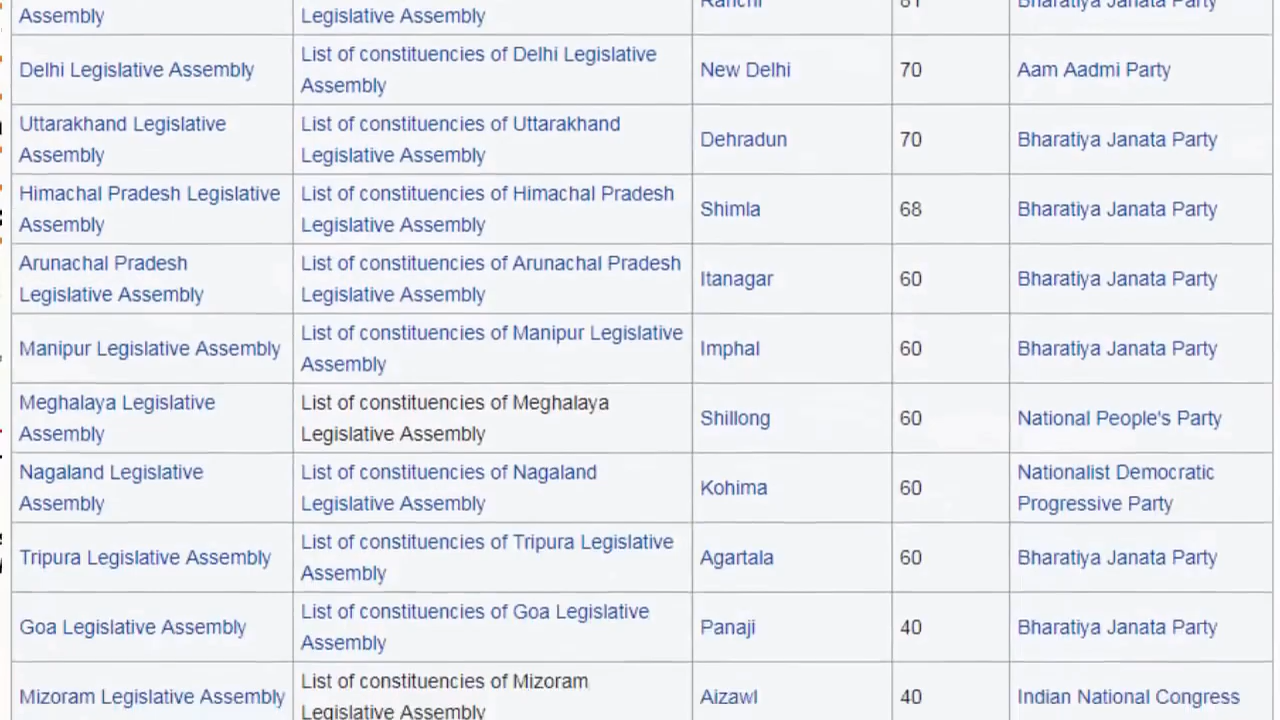 Assembly
Legislative Assembly
Ranchi
81
Bharatiya Janata Party
Delhi Legislative Assembly
List of constituencies of Delhi Legislative
Assembly
New Delhi
70
Aam Aadmi Party
Uttarakhand Legislative
Assembly
List of constituencies of Uttarakhand
Legislative Assembly
Dehradun
70
Bharatiya Janata Party
Himachal Pradesh Legislative
Assembly
List of constituencies of Himachal Pradesh
Legislative Assembly
Shimla
68
Bharatiya Janata Party
Arunachal Pradesh
Legislative Assembly
List of constituencies of Arunachal Pradesh
Legislative Assembly
Itanagar
60
Bharatiya Janata Party
Manipur Legislative Assembly
List of constituencies of Manipur Legislative
Assembly
Imphal
60
Bharatiya Janata Party
Meghalaya Legislative
Assembly
List of constituencies of Meghalaya
Legislative Assembly
Shillong
60
National People's Party
Nagaland Legislative
Assembly
List of constituencies of Nagaland
Legislative Assembly
Kohima
60
Nationalist Democratic
Progressive Party
Tripura Legislative Assembly
List of constituencies of Tripura Legislative
Assembly
Agartala
60
Bharatiya Janata Party
Goa Legislative Assembly
List of constituencies of Goa Legislative
Assembly
Panaji
40
Bharatiya Janata Party
Mizoram Legislative Assembly
List of constituencies of Mizoram
Legislative Assembly
Aizawl
40
Indian National Congress